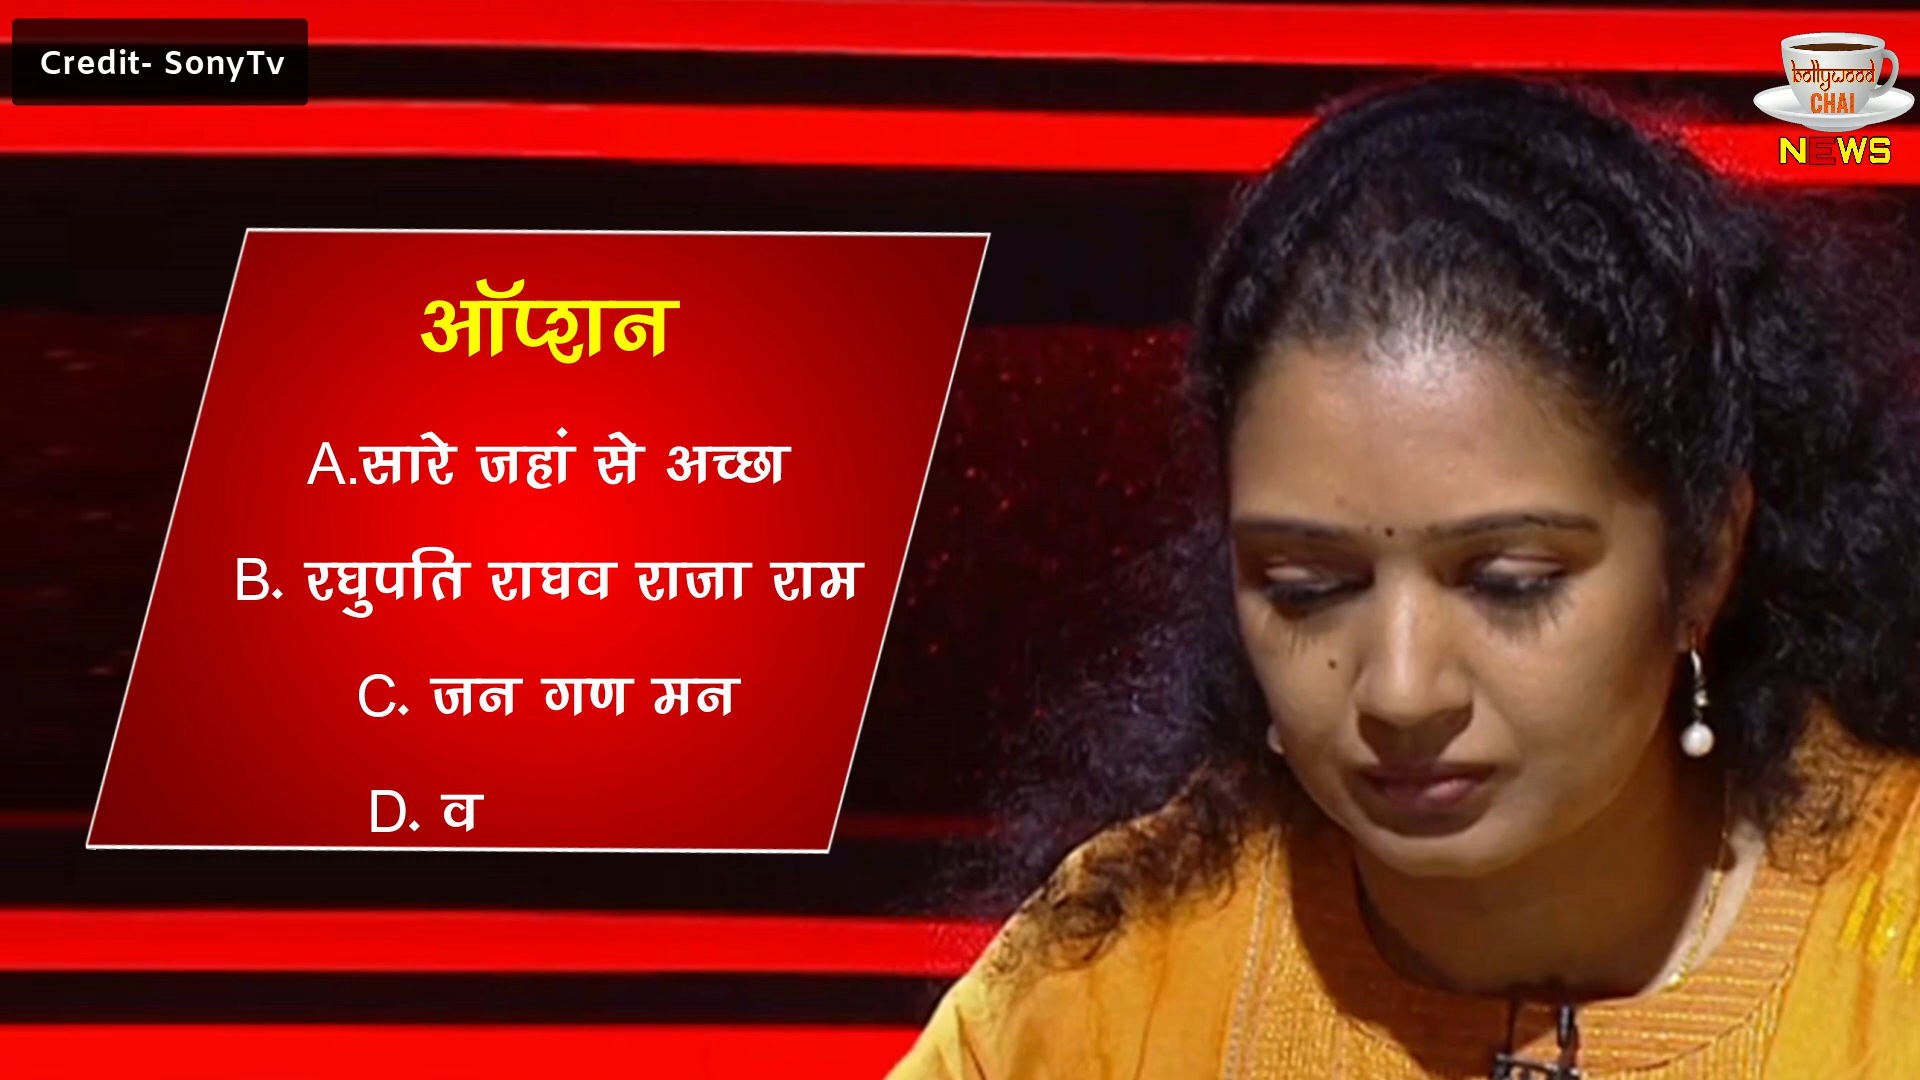 Credit- SonyTv
bollywood
CHAI
NEWS
ऑप्शन
A.सारे जहां से अच्छा
B. रघुपति राघव राजा राम
C. जन गण मन
D. व